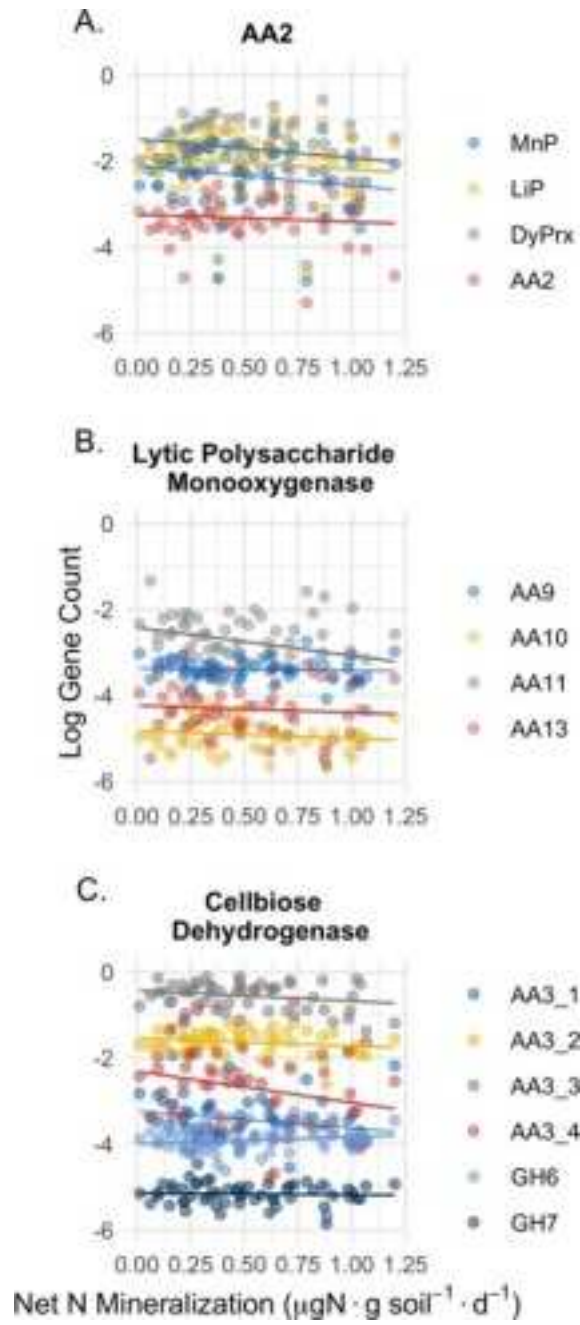 A.
AA2
0
-2
-4
-6
0.00 0.25 0.50 0.75 1.00 1.25
MnP
LiP
DyPrx
AA2
B.
Lytic Polysaccharide
Monooxygenase
0
-2
-4
-6
0.00 0.25 0.50 0.75 1.00 1.25
AA9
AA10
AA11
AA13
Log Gene Count
C.
Cellbiose
Dehydrogenase
0
-2
-4
-6
0.00 0.25 0.50 0.75 1.00 1.25
AA3_1
AA3_2
AA3_3
AA3_4
GH6
GH7
Net N Mineralization (μgN · g soil⁻¹ · d⁻¹)